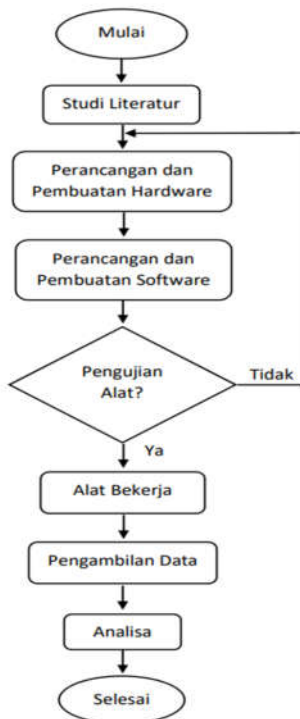 Mulai
Studi Literatur
Perancangan dan
Pembuatan Hardware
Perancangan dan
Pembuatan Software
Pengujian
Alat?
Tidak
Ya
Alat Bekerja
Pengambilan Data
Analisa
Selesai